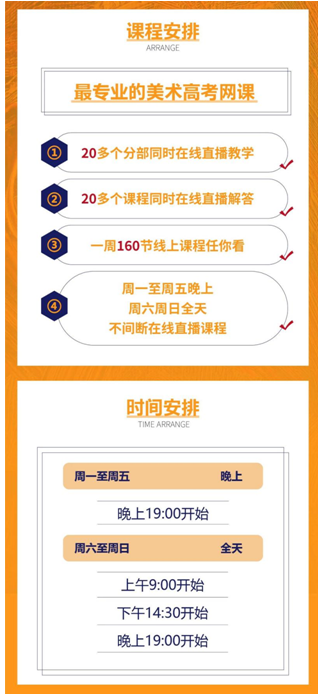 课程安排
ARRANGE
最专业的美术高考网课
① 20多个分部同时在线直播教学
② 20多个课程同时在线直播解答
③ 一周160节线上课程任你看
④
周一至周五晚上
周六周日全天
不间断在线直播课程
时间安排
TIME ARRANGE
周一至周五 晚上
晚上19:00开始
周六至周日 全天
上午9:00开始
下午14:30开始
晚上19:00开始